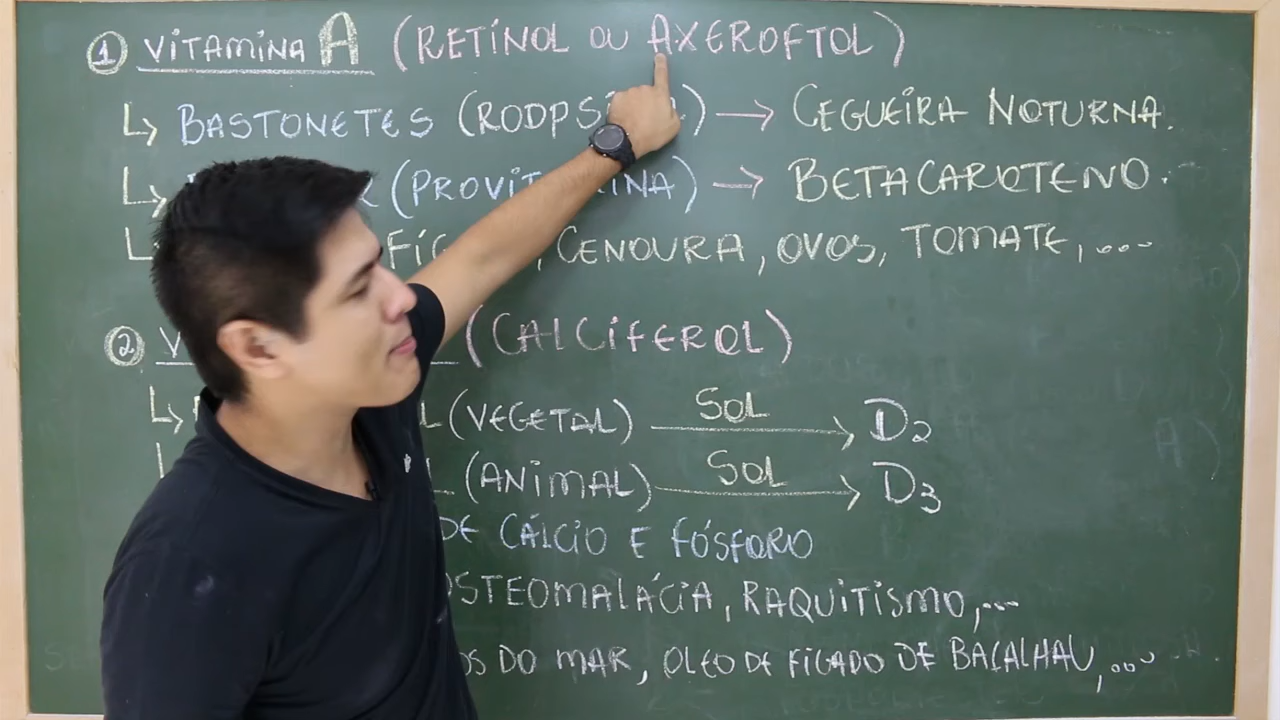 1 VITAMINA A (RETINOL OU AXEROFTOL)
BASTONETES (RODPSI) → CEGUEIRA NOTURNA.
(PROVIT INA) → BETACAROTENO.
FÍG , CENOURA, OVOS, TOMATE, ...
2 V (CALCIFEROL)
L (VEGETAL) SOL → D2
(ANIMAL) SOL → D3
DE CÁLCIO E FÓSFORO
OSTEOMALÁCIA, RAQUITISMO, ...
OS DO MAR, OLEO DE FÍGADO DE BACALHAU, ...